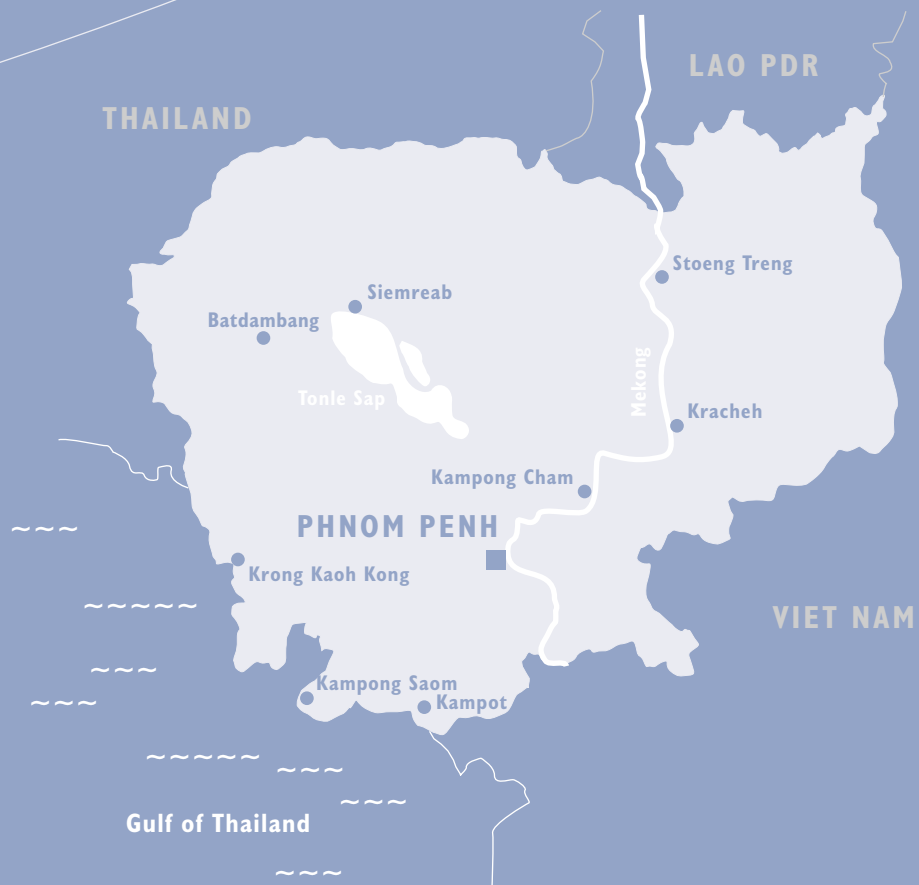 LAO PDR
THAILAND
Stoeng Treng
Siemreab
Batdambang
Mekong
Tonle Sap
Kracheh
Kampong Cham
PHNOM PENH
Krong Kaoh Kong
VIET NAM
Kampong Saom
Kampot
Gulf of Thailand